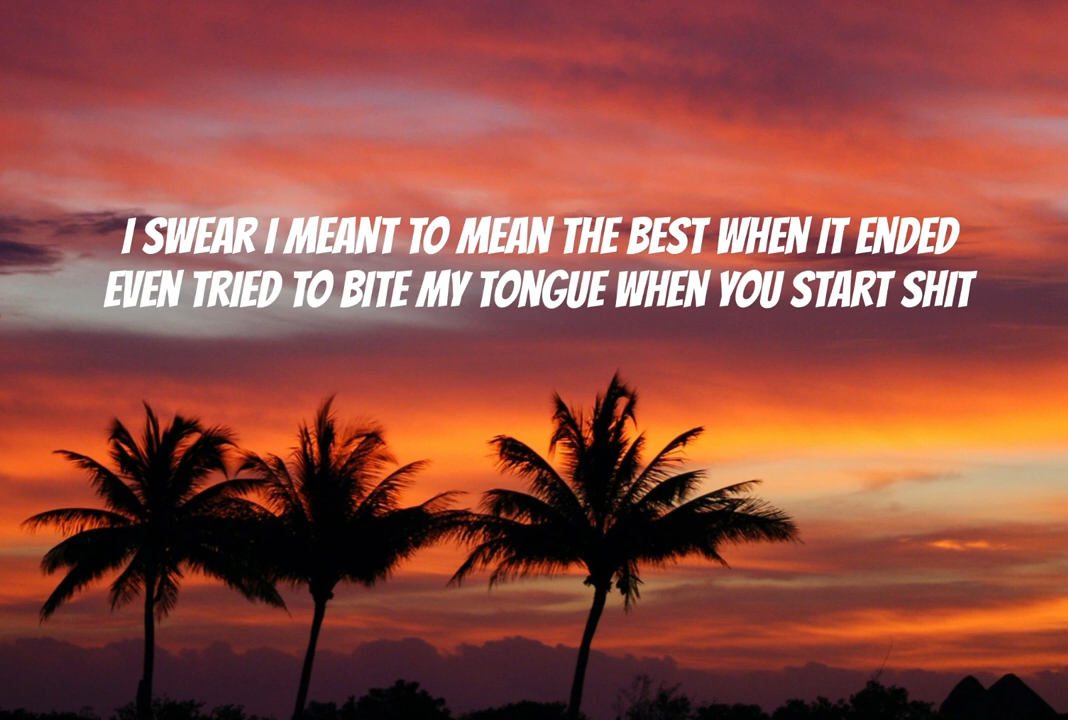 I SWEAR I MEANT TO MEAN THE BEST WHEN IT ENDED
EVEN TRIED TO BITE MY TONGUE WHEN YOU START SHIT